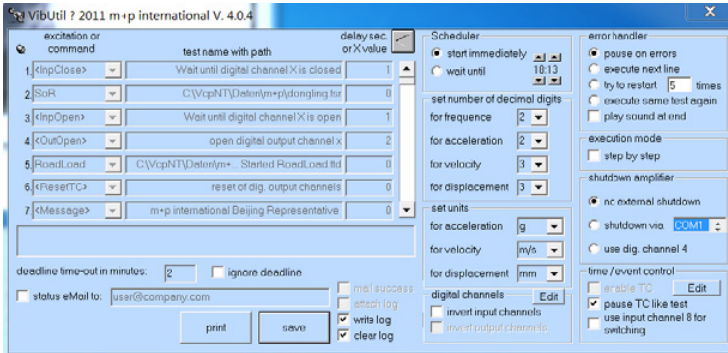 VibUtil ? 2011 m+p international V. 4.0.4
X
excitation or command
test name with path
delay sec. or X value
1. <InpClose> Wait until digital channel X is closed 1
2. SoR C:\VcpNT\Daten\m+p\dongling.tsr 0
3. <InpOpen> Wait until digital channel X is open 1
4. <OutOpen> open digital output channel x 2
5. RoadLoad C:\VcpNT\Daten\m+... Started RoadLoad.ttd 0
6. <ResetTC> reset of dig. output channels 0
7. <Message> m+p international Beijing Representative 0
deadline time-out in minutes: 2
ignore deadline
status eMail to: user@company.com
mail success
attach log
write log
clear log
print
save
Scheduler
start immediately
wait until
18:13
set number of decimal digits
for frequence 2
for acceleration 2
for velocity 3
for displacement 3
set units
for acceleration g
for velocity m/s
for displacement mm
digital channels
Edit
invert input channels
invert output channels
error handler
pause on errors
execute next line
try to restart 5 times
execute same test again
play sound at end
execution mode
step by step
shutdown amplifier
no external shutdown
shutdown via COM1
use dig. channel 4
time/event control
enable TC
Edit
pause TC like test
use input channel 8 for
switching